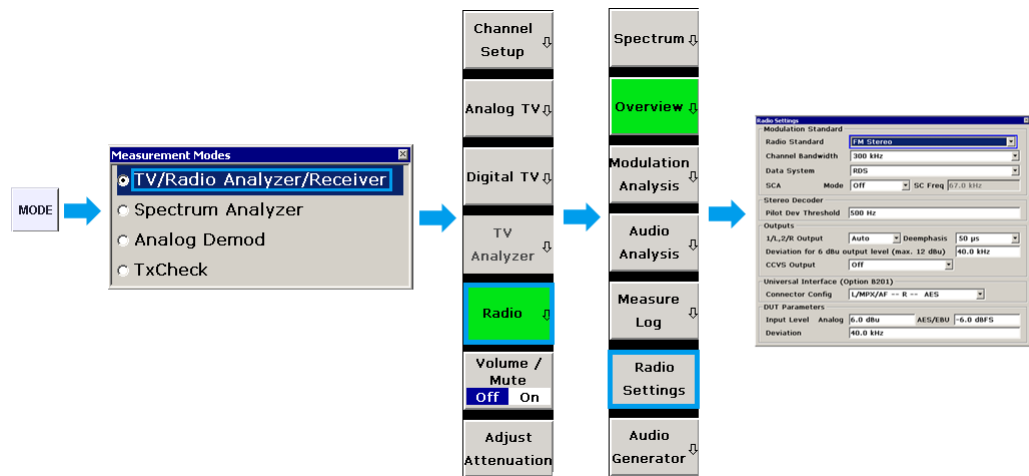 MODE
Measurement Modes
TV/Radio Analyzer/Receiver
Spectrum Analyzer
Analog Demod
TxCheck
Channel
Setup
Analog TV
Digital TV
TV
Analyzer
Radio
Volume /
Mute
Off On
Adjust
Attenuation
Spectrum
Overview
Modulation
Analysis
Audio
Analysis
Measure
Log
Radio
Settings
Audio
Generator
Radio Settings
Modulation Standard
Radio Standard FM Stereo
Channel Bandwidth 300 kHz
Data System RDS
SCA Mode Off SC Freq 67.0 kHz
Stereo Decoder
Pilot Dev Threshold 500 Hz
Outputs
1/L,2/R Output Auto Deemphasis 50 µs
Deviation for 6 dBu output level (max. 12 dBu) 40.0 kHz
CCVS Output Off
Universal Interface (Option B201)
Connector Config L/MPX/AF -- R -- AES
DUT Parameters
Input Level Analog 6.0 dBu AES/EBU -6.0 dBFS
Deviation 40.0 kHz